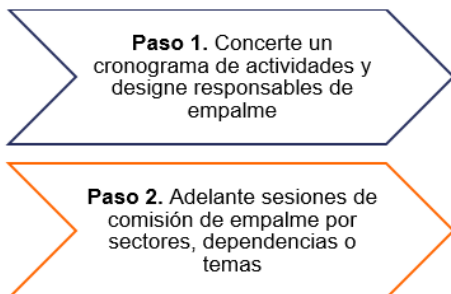 Paso 1. Concerte un
cronograma de actividades y
designe responsables de
empalme
Paso 2. Adelante sesiones de
comisión de empalme por
sectores, dependencias o
temas